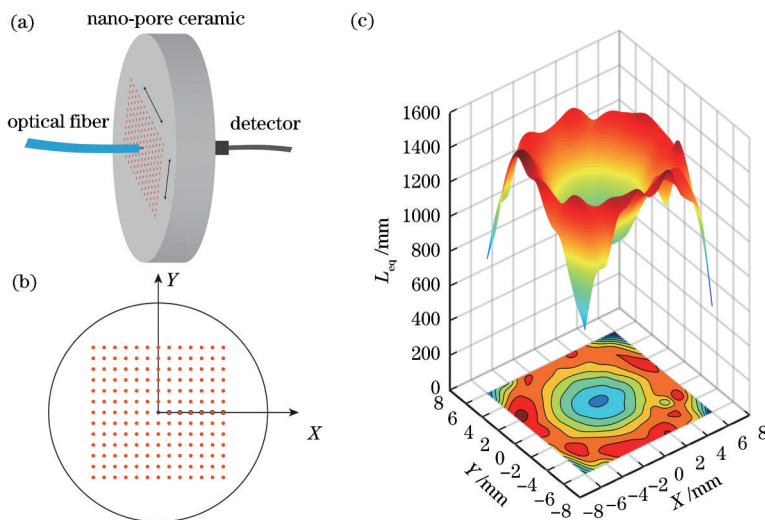 (a)
nano-pore ceramic
optical fiber
detector
(b)
Y
X
(c)
1600
1400
1200
1000
800
600
400
200
0
L_eq /mm
8
6
4
2
0
-2
-4
-6
-8
Y/mm
-8
-6
-4
-2
0
2
4
6
8
X/mm